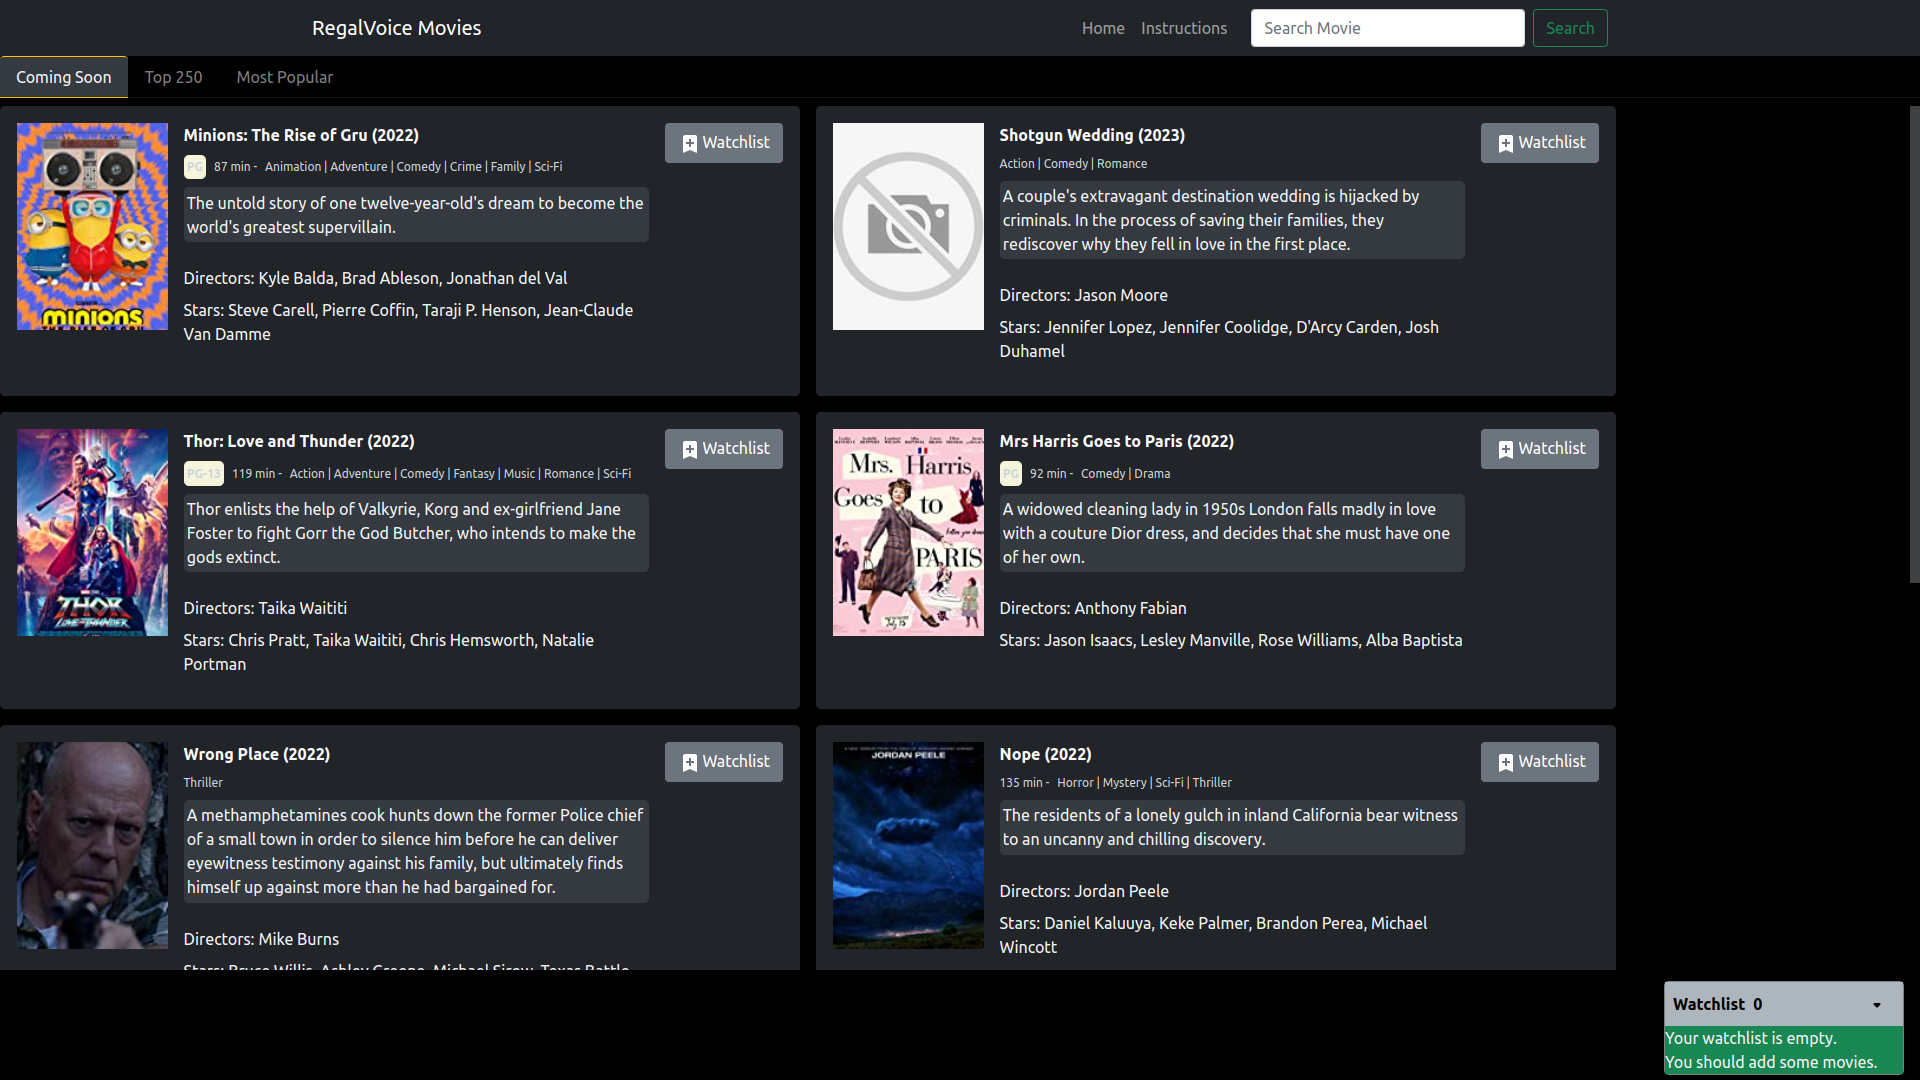 RegalVoice Movies
Home Instructions Search Movie Search
Coming Soon Top 250 Most Popular
Minions: The Rise of Gru (2022)
Watchlist
PG 87 min - Animation | Adventure | Comedy | Crime | Family | Sci-Fi
The untold story of one twelve-year-old's dream to become the
world's greatest supervillain.
Directors: Kyle Balda, Brad Ableson, Jonathan del Val
Stars: Steve Carell, Pierre Coffin, Taraji P. Henson, Jean-Claude
Van Damme
MINIONS
Shotgun Wedding (2023)
Watchlist
Action | Comedy | Romance
A couple's extravagant destination wedding is hijacked by
criminals. In the process of saving their families, they
rediscover why they fell in love in the first place.
Directors: Jason Moore
Stars: Jennifer Lopez, Jennifer Coolidge, D'Arcy Carden, Josh
Duhamel
Thor: Love and Thunder (2022)
Watchlist
PG-13 119 min - Action | Adventure | Comedy | Fantasy | Music | Romance | Sci-Fi
Thor enlists the help of Valkyrie, Korg and ex-girlfriend Jane
Foster to fight Gorr the God Butcher, who intends to make the
gods extinct.
Directors: Taika Waititi
Stars: Chris Pratt, Taika Waititi, Chris Hemsworth, Natalie
Portman
THOR
LOVE AND THUNDER
Mrs Harris Goes to Paris (2022)
Watchlist
PG 92 min - Comedy | Drama
A widowed cleaning lady in 1950s London falls madly in love
with a couture Dior dress, and decides that she must have one
of her own.
Directors: Anthony Fabian
Stars: Jason Isaacs, Lesley Manville, Rose Williams, Alba Baptista
Mrs. Harris
Goes to
PARIS
July 15
Wrong Place (2022)
Watchlist
Thriller
A methamphetamines cook hunts down the former Police chief
of a small town in order to silence him before he can deliver
eyewitness testimony against his family, but ultimately finds
himself up against more than he had bargained for.
Directors: Mike Burns
Stars: Bruce Willis, Ashley Greene, Michael Sirow, Texas Battle
Nope (2022)
Watchlist
135 min - Horror | Mystery | Sci-Fi | Thriller
The residents of a lonely gulch in inland California bear witness
to an uncanny and chilling discovery.
Directors: Jordan Peele
Stars: Daniel Kaluuya, Keke Palmer, Brandon Perea, Michael
Wincott
JORDAN PEELE
Watchlist 0
Your watchlist is empty.
You should add some movies.